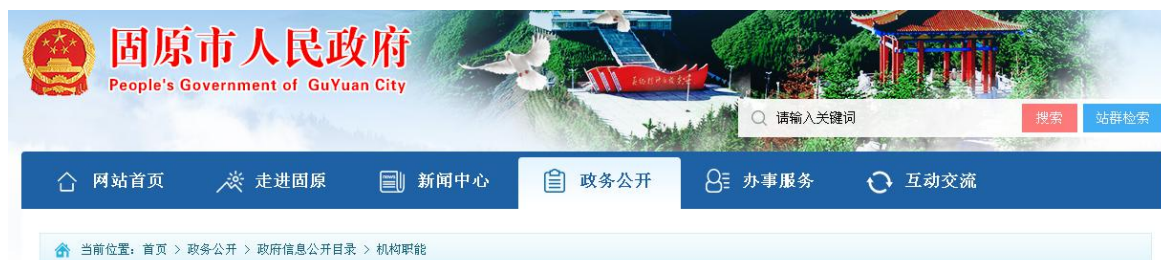 固原市人民政府
People's Government of GuYuan City
请输入关键词
搜索
站群检索
网站首页
走进固原
新闻中心
政务公开
办事服务
互动交流
当前位置：首页 > 政务公开 > 政府信息公开目录 > 机构职能